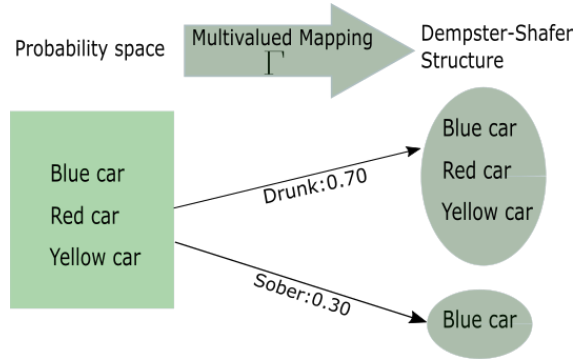 Probability space
Multivalued Mapping
Γ
Dempster-Shafer
Structure
Blue car
Red car
Yellow car
Drunk:0.70
Sober:0.30
Blue car
Red car
Yellow car
Blue car